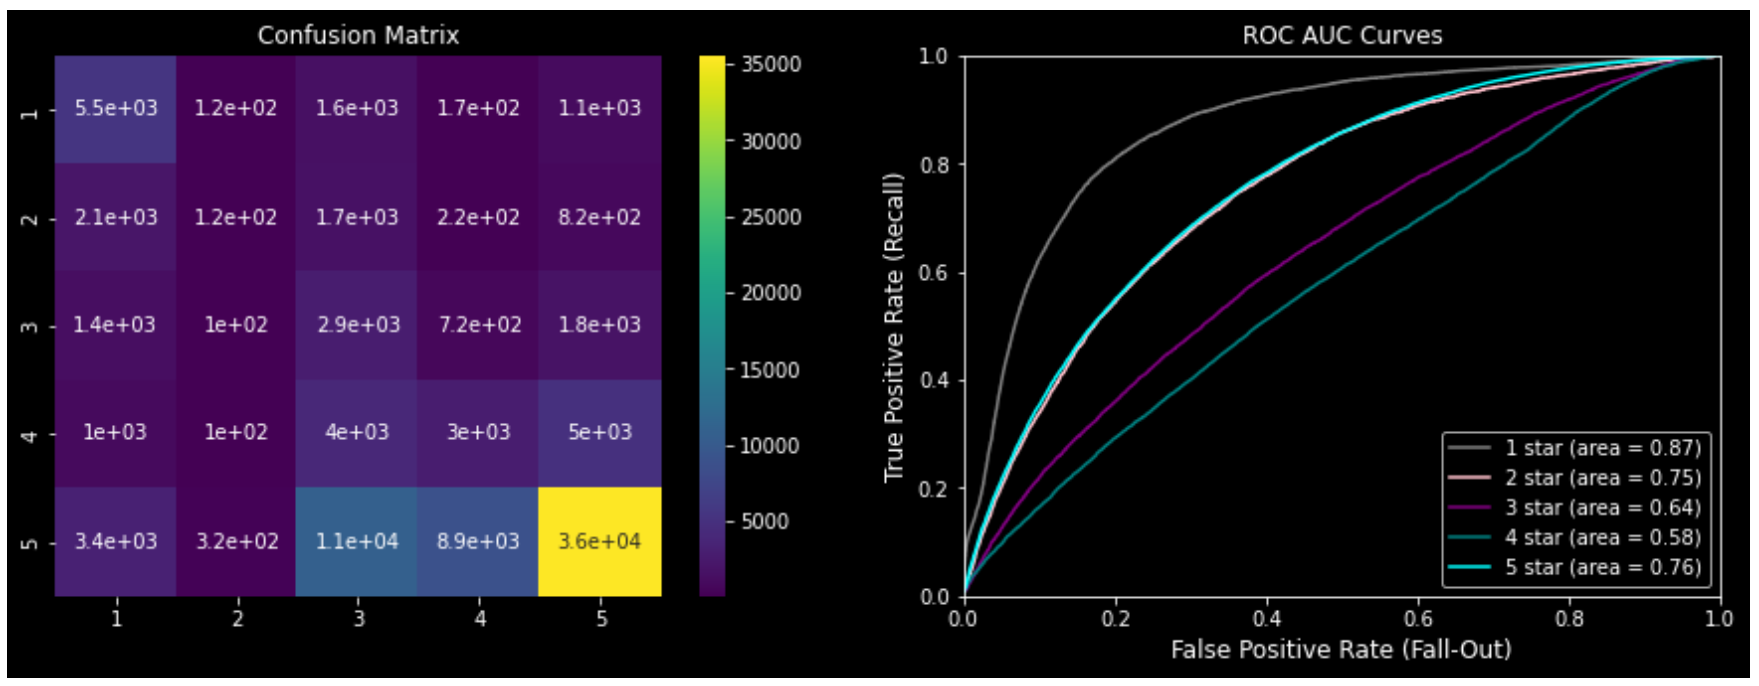 Confusion Matrix
1 5.5e+03 1.2e+02 1.6e+03 1.7e+02 1.1e+03
2 2.1e+03 1.2e+02 1.7e+03 2.2e+02 8.2e+02
3 1.4e+03 1e+02 2.9e+03 7.2e+02 1.8e+03
4 1e+03 1e+02 4e+03 3e+03 5e+03
5 3.4e+03 3.2e+02 1.1e+04 8.9e+03 3.6e+04
1 2 3 4 5
35000
30000
25000
20000
15000
10000
5000
ROC AUC Curves
True Positive Rate (Recall)
1.0
0.8
0.6
0.4
0.2
0.0
1 star (area = 0.87)
2 star (area = 0.75)
3 star (area = 0.64)
4 star (area = 0.58)
5 star (area = 0.76)
0.0 0.2 0.4 0.6 0.8 1.0
False Positive Rate (Fall-Out)